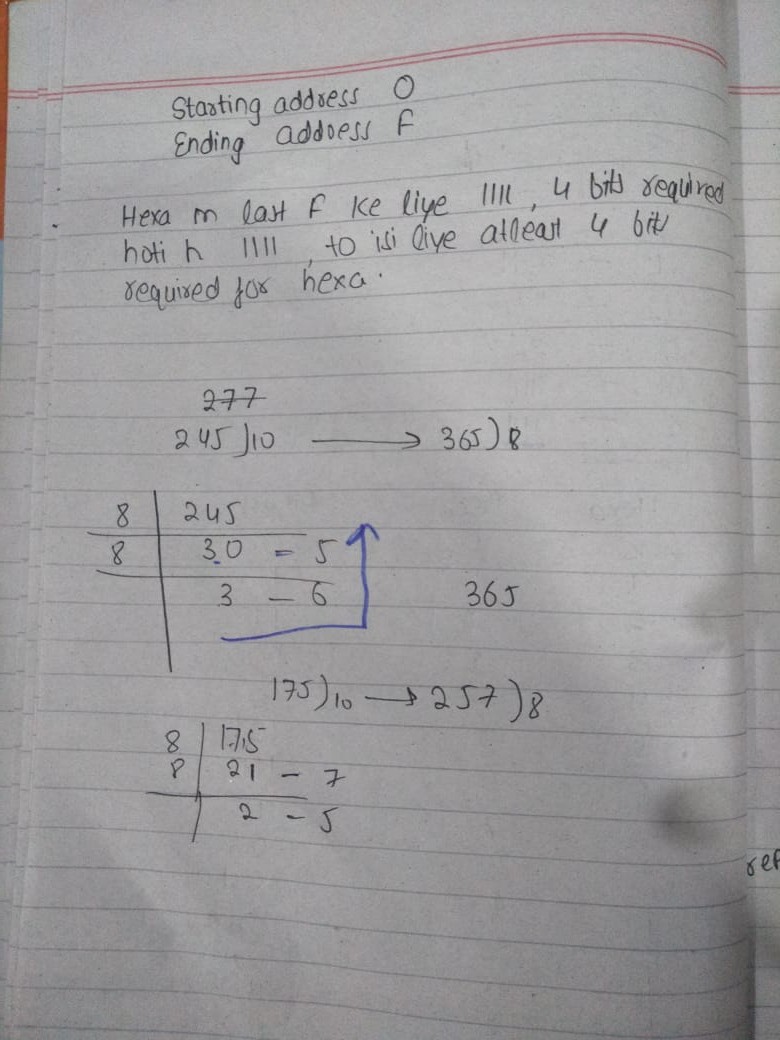 Starting address 0
Ending address F
Hexa m last F ke liye 1111, 4 bits required
hoti h 1111, to isi liye atleast 4 bits
required for hexa.
277
245)10 → 365)8
8 245
8 30 - 5
3 - 6 365
175)10 → 257)8
8 175
8 21 - 7
2 - 5